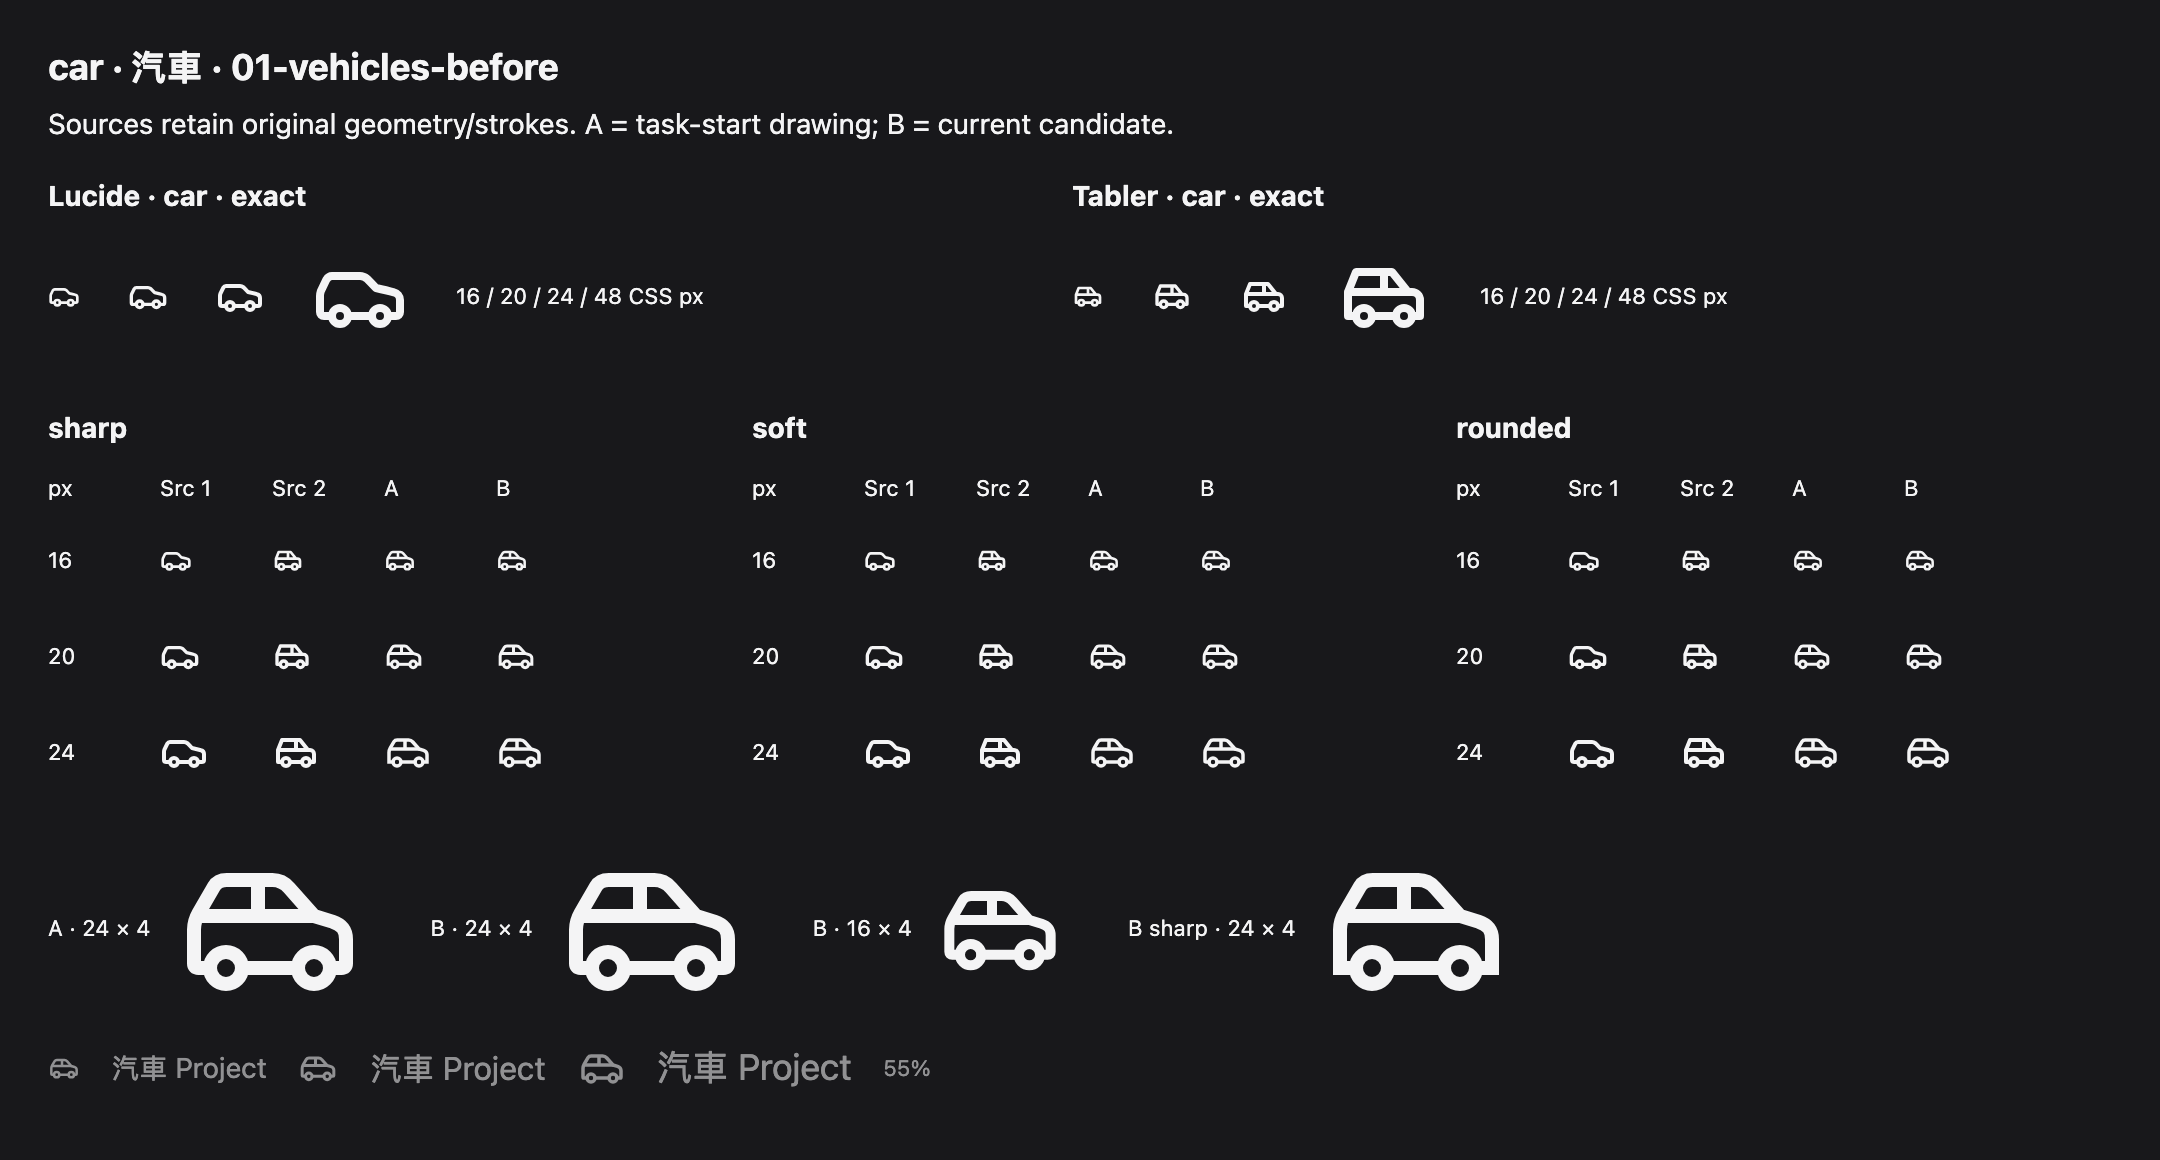 car · 汽車 · 01-vehicles-before
Sources retain original geometry/strokes. A = task-start drawing; B = current candidate.
Lucide · car · exact
Tabler · car · exact
16 / 20 / 24 / 48 CSS px
16 / 20 / 24 / 48 CSS px
sharp
soft
rounded
px Src 1 Src 2 A B
px Src 1 Src 2 A B
px Src 1 Src 2 A B
16
16
16
20
20
20
24
24
24
A · 24 × 4
B · 24 × 4
B · 16 × 4
B sharp · 24 × 4
汽車 Project
汽車 Project
汽車 Project
55%